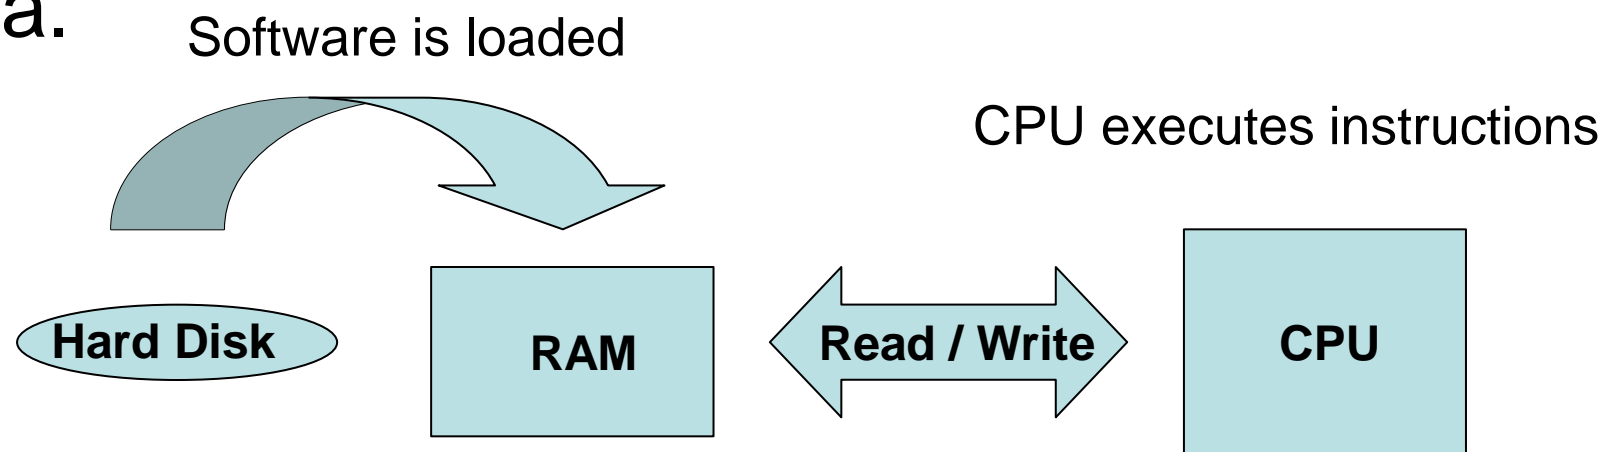 a.
Software is loaded
CPU executes instructions
Hard Disk
RAM
Read / Write
CPU